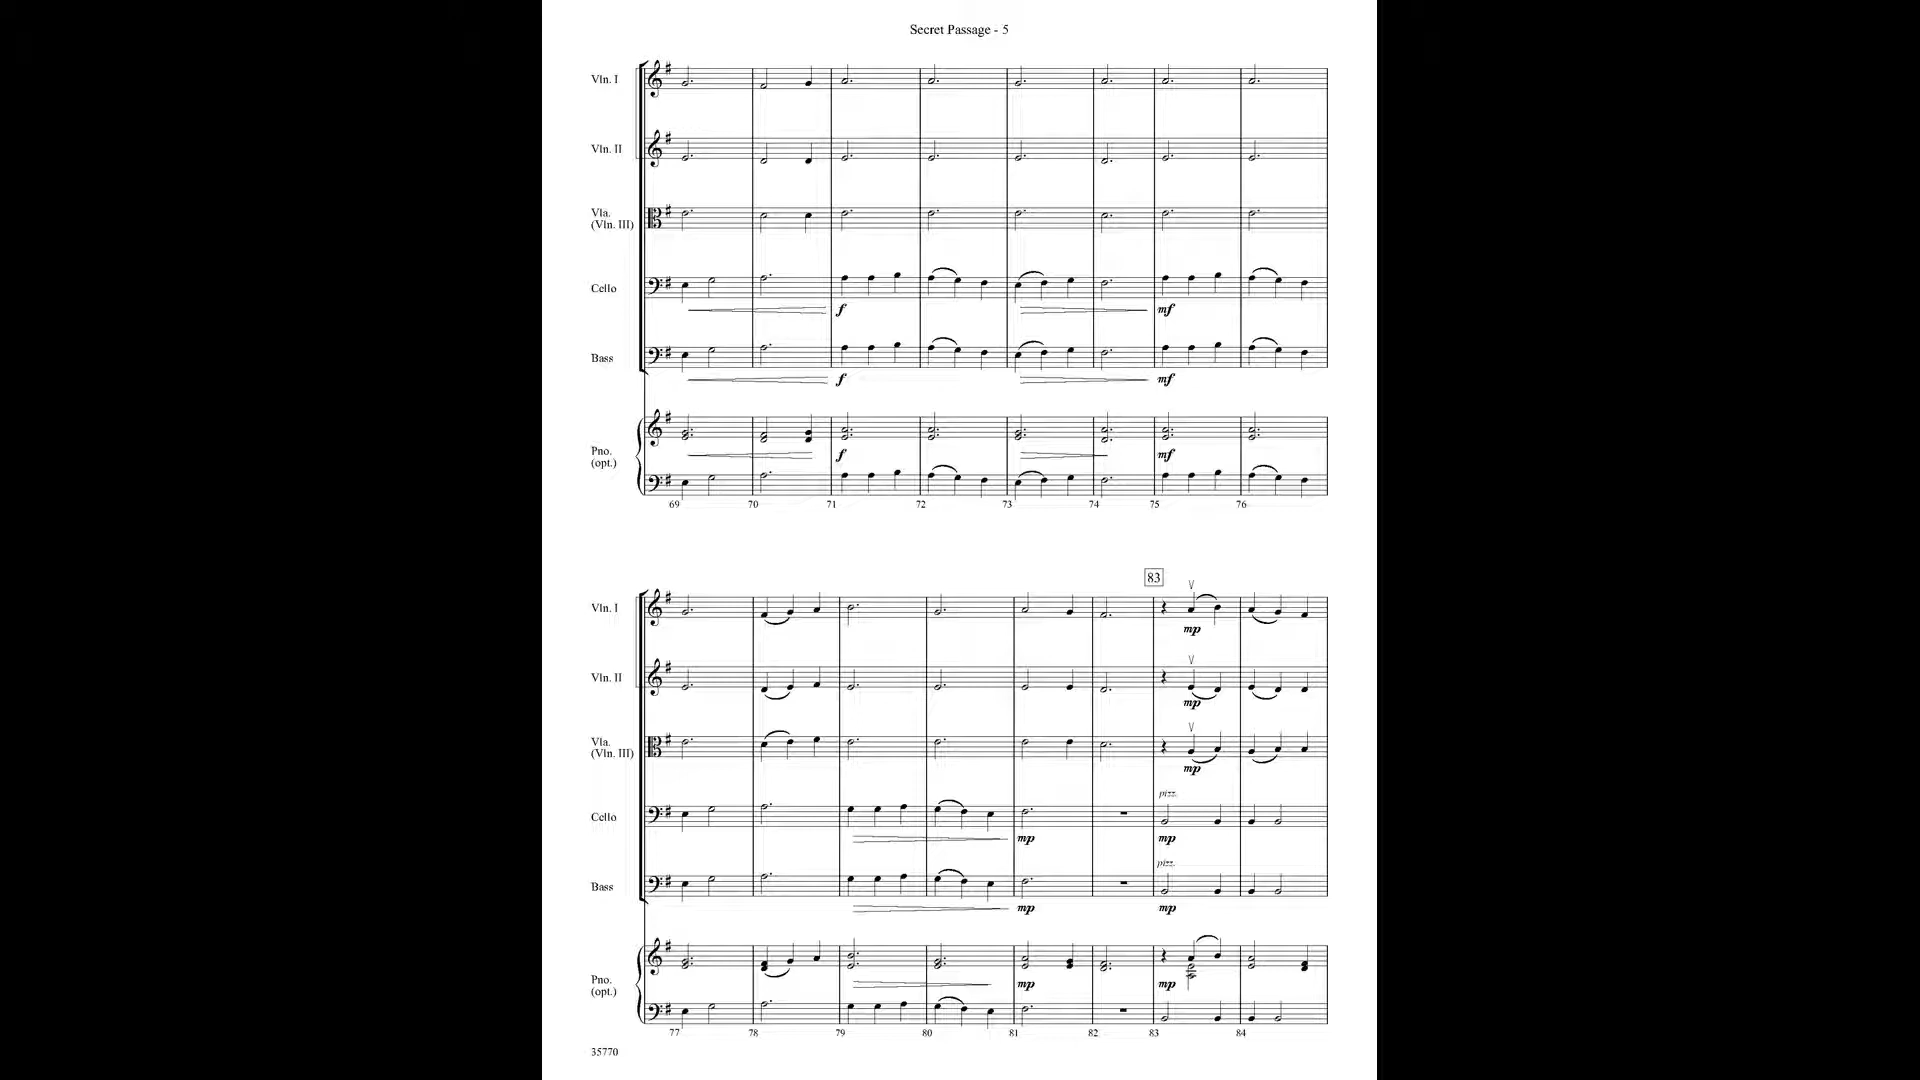 Secret Passage - 5
Vln. I
Vln. II
Vla.
(Vln. III)
Cello
f
mf
Bass
f
mf
Pno.
(opt.)
f
mf
69 70 71 72 73 74 75 76
83
Vln. I
mp
Vln. II
mp
Vla.
(Vln. III)
mp
pizz.
Cello
mp mp
pizz.
Bass
mp mp
Pno.
(opt.)
mp mp
77 78 79 80 81 82 83 84
35770